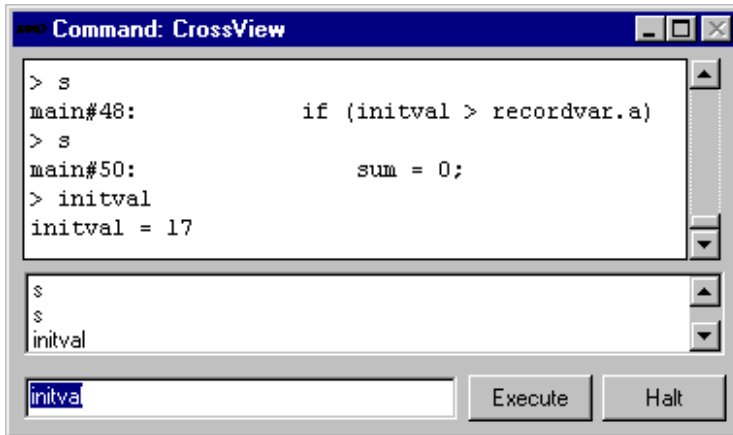 Command: CrossView
> s
main#48:                if (initval > recordvar.a)
> s
main#50:                    sum = 0;
> initval
initval = 17
s
s
initval
initval
Execute
Halt